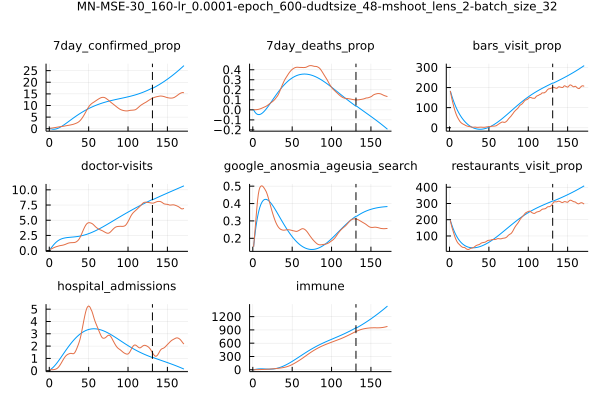 MN-MSE-30_160-lr_0.0001-epoch_600-dudtsize_48-mshoot_lens_2-batch_size_32
7day_confirmed_prop 7day_deaths_prop bars_visit_prop
25 0.4 300
20 0.3
15 0.2 200
10 0.1
5 0.0 100
0 −0.1
−0.2 0
0 50 100 150 0 50 100 150 0 50 100 150
doctor-visits google_anosmia_ageusia_search restaurants_visit_prop
10.0 0.5 400
7.5 0.4 300
5.0 0.3 200
2.5 0.2 100
0.0
0 50 100 150 0 50 100 150 0 50 100 150
hospital_admissions immune
5
4 900
3 600
2 300
1
0 0
0 50 100 150 0 50 100 150